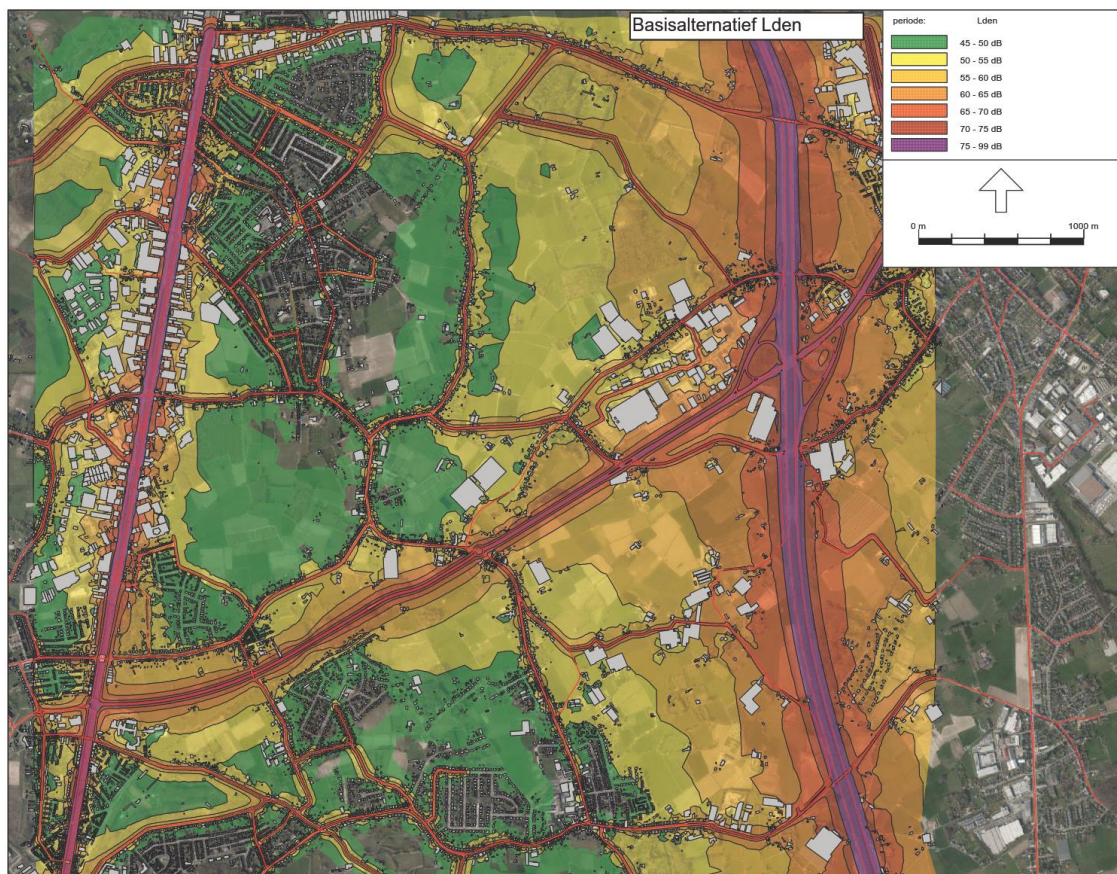 Basisalternatief Lden
periode: Lden
45 - 50 dB
50 - 55 dB
55 - 60 dB
60 - 65 dB
65 - 70 dB
70 - 75 dB
75 - 99 dB
0 m 1000 m